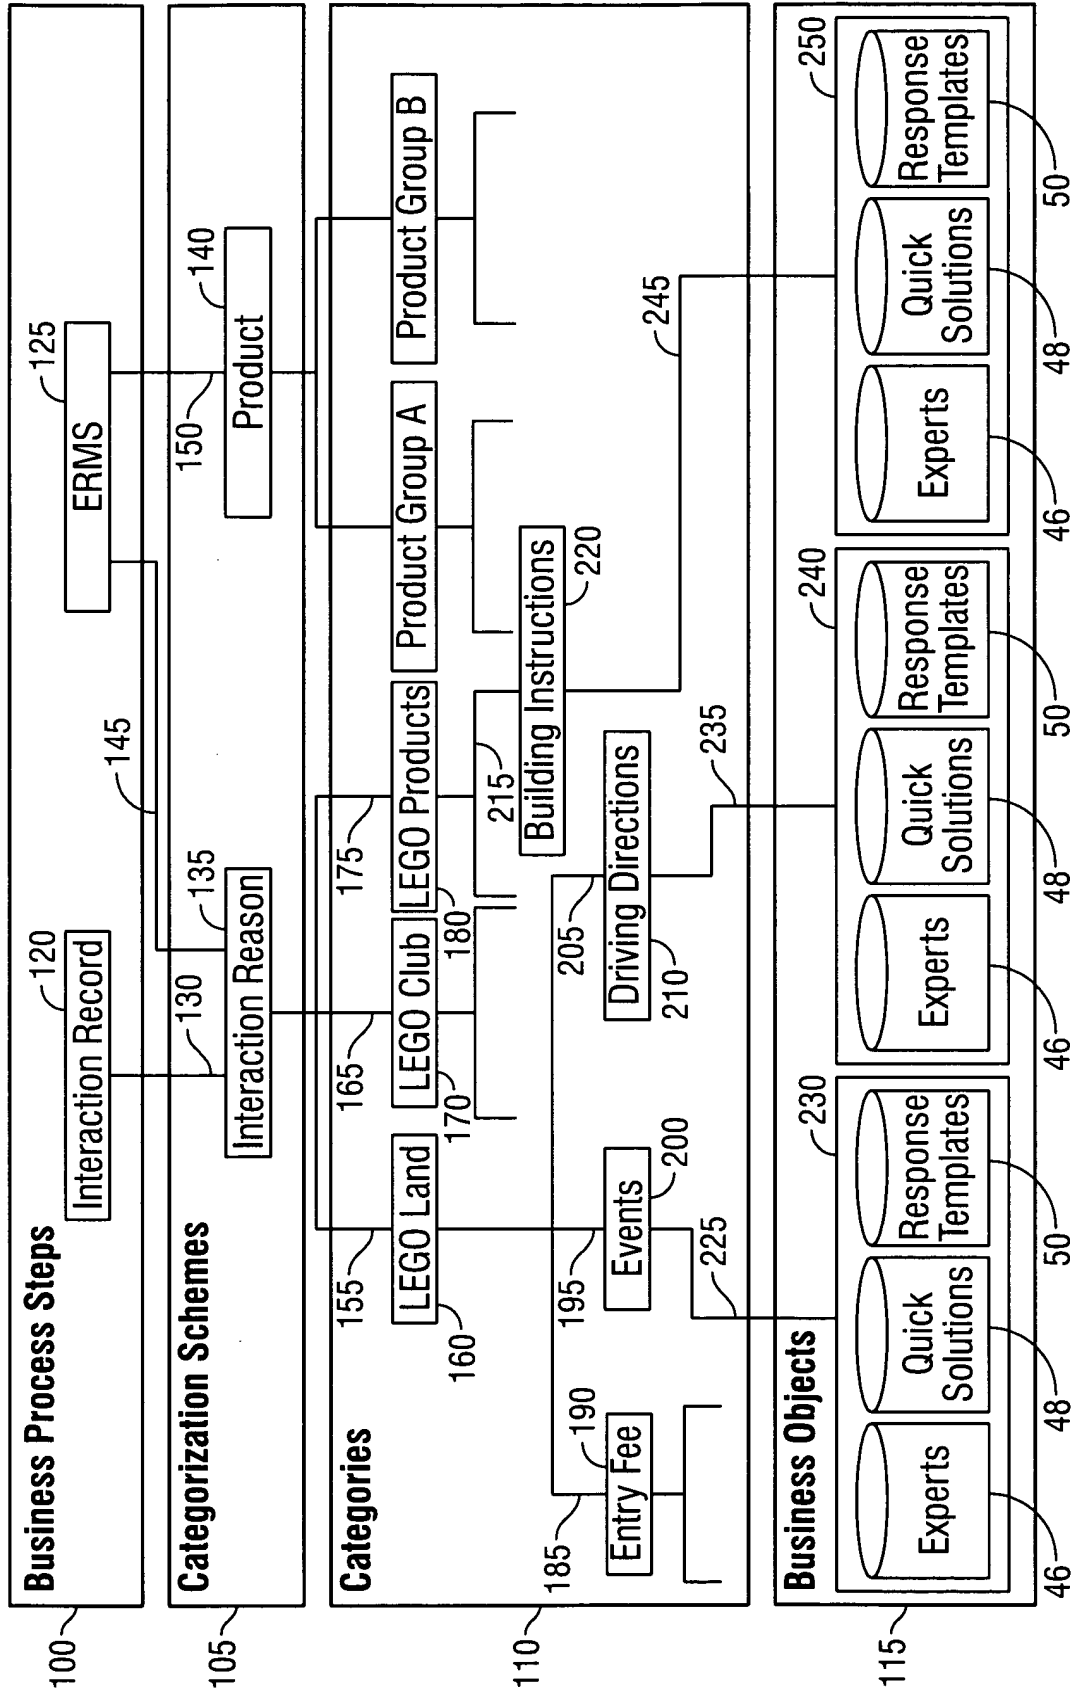 Business Process Steps
100
Interaction Record
120
ERMS
125
130
145
150
Categorization Schemes
105
Interaction Reason
135
Product
140
Categories
110
155
165
175
LEGO Land
160
LEGO Club
170
LEGO Products
180
Product Group A
Product Group B
215
Building Instructions
220
185
195
205
245
Entry Fee
190
Events
200
Driving Directions
210
225
235
Business Objects
115
230
240
250
Experts
Quick
Solutions
Response
Templates
Experts
Quick
Solutions
Response
Templates
Experts
Quick
Solutions
Response
Templates
46
48
50
46
48
50
46
48
50